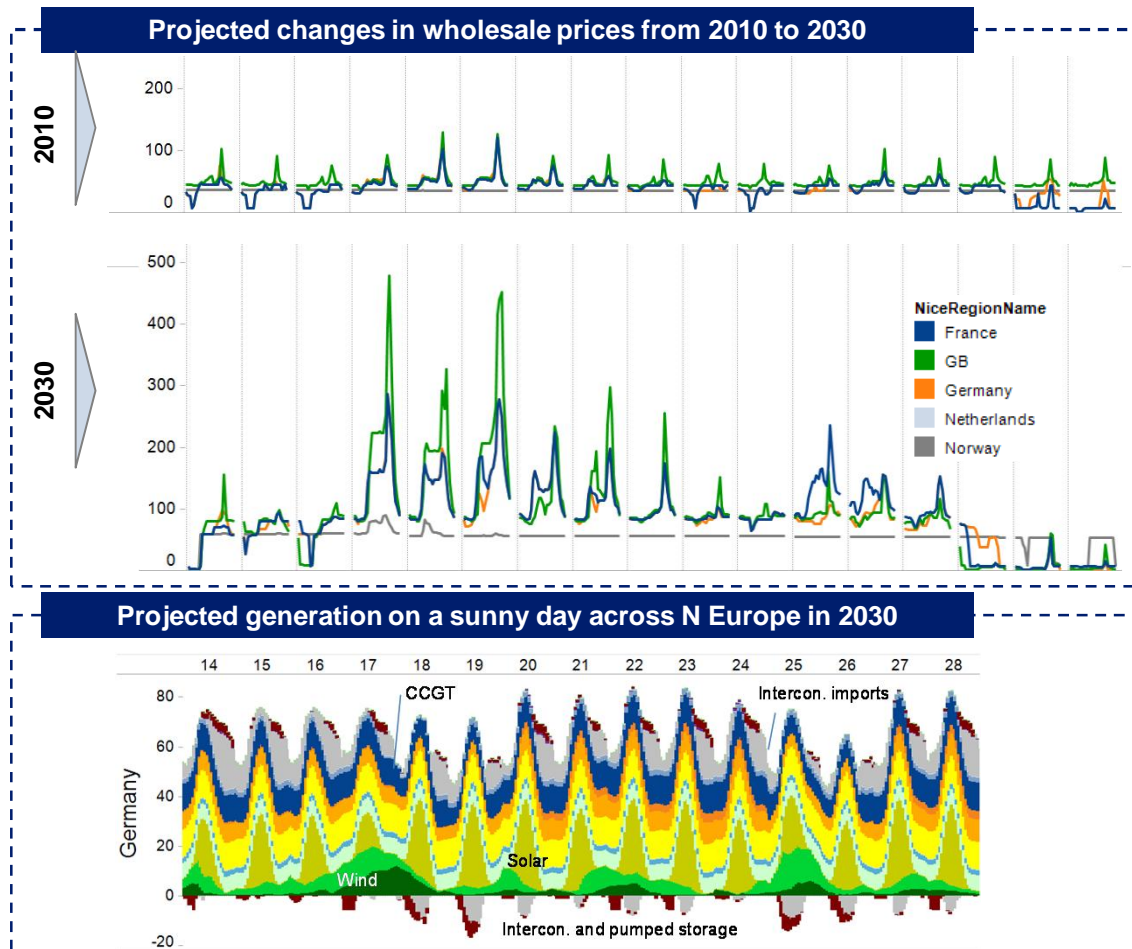 Projected changes in wholesale prices from 2010 to 2030
2010
200
100
0
2030
500
400
300
200
100
0
NiceRegionName
France
GB
Germany
Netherlands
Norway
Projected generation on a sunny day across N Europe in 2030
14 15 16 17 18 19 20 21 22 23 24 25 26 27 28
CCGT
Intercon. imports
80
60
40
20
0
-20
Germany
Solar
Wind
Intercon. and pumped storage